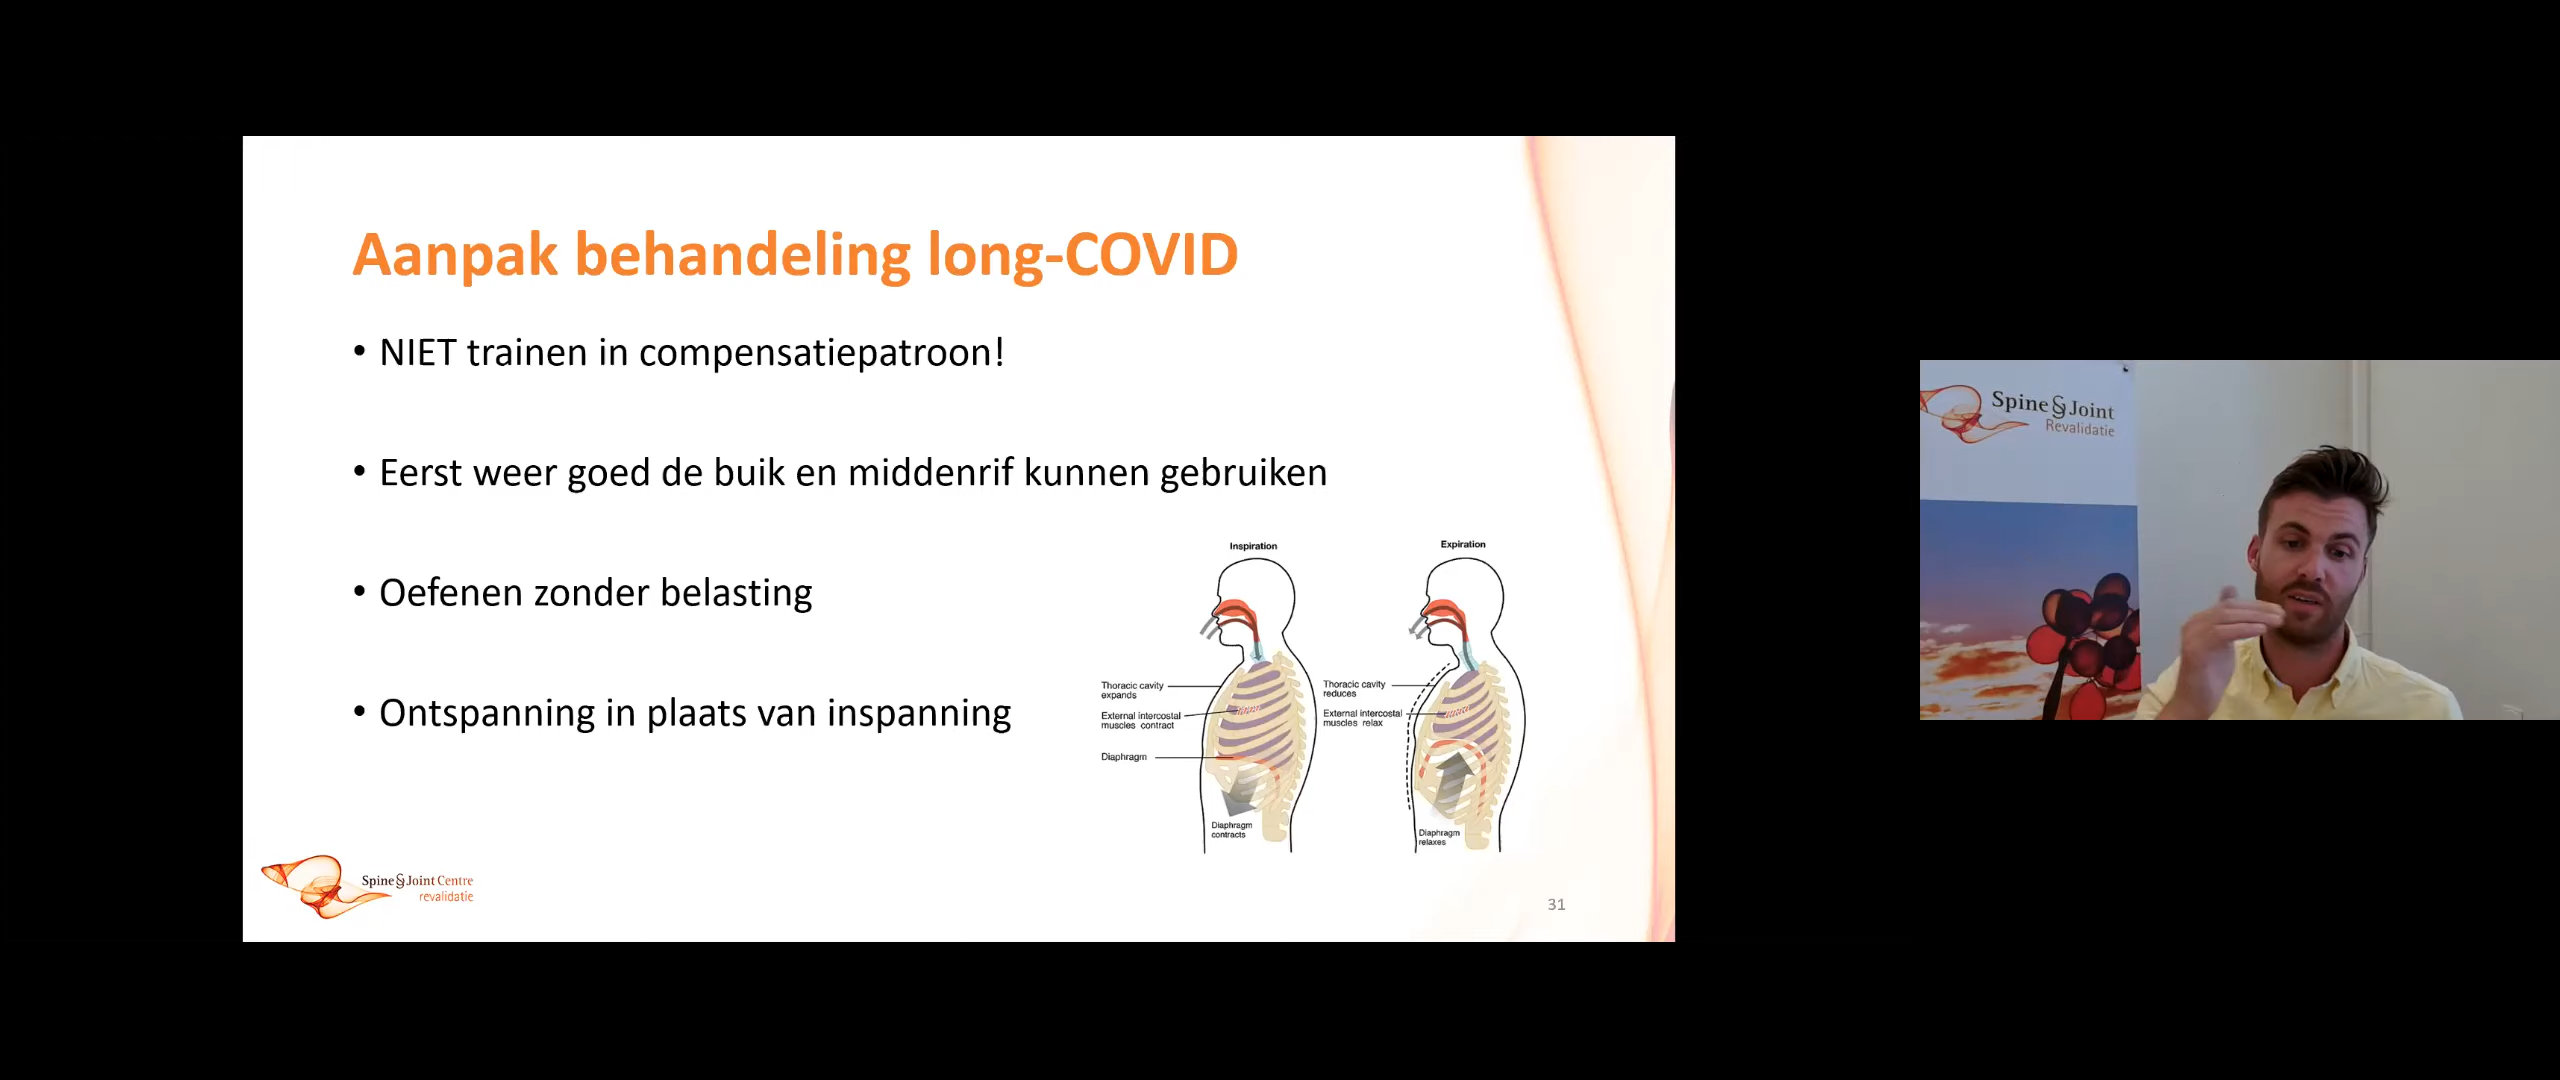 Aanpak behandeling long-COVID
• NIET trainen in compensatiepatroon!
• Eerst weer goed de buik en middenrif kunnen gebruiken
• Oefenen zonder belasting
• Ontspanning in plaats van inspanning
Inspiration
Thoracic cavity
expands
External intercostal
muscles contract
Diaphragm
Diaphragm
contracts
Expiration
Thoracic cavity
reduces
External intercostal
muscles relax
Diaphragm
relaxes
Spine & Joint Centre
revalidatie
31
Spine & Joint
Revalidatie